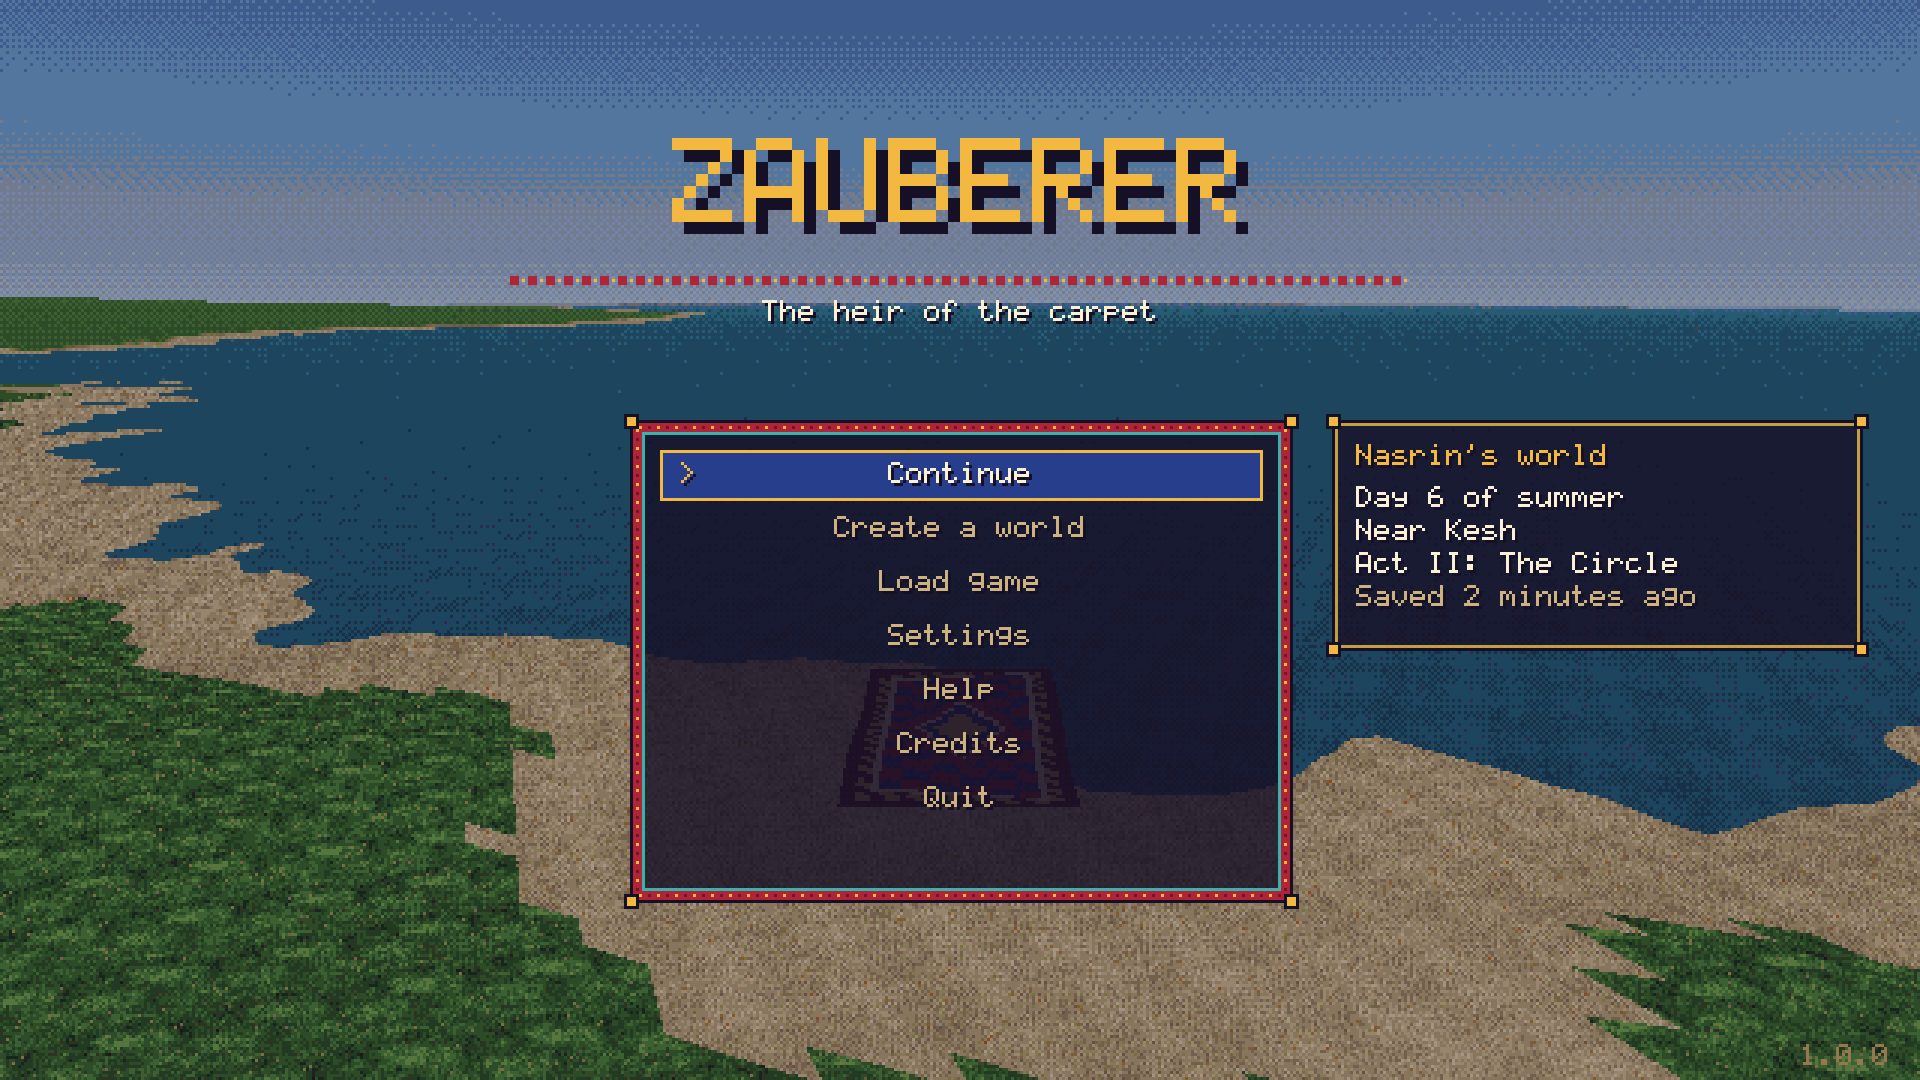 ZAUBERER
The heir of the carpet
> Continue
Create a world
Load game
Settings
Help
Credits
Quit
Nasrin's world
Day 6 of summer
Near Kesh
Act II: The Circle
Saved 2 minutes ago
1.0.0